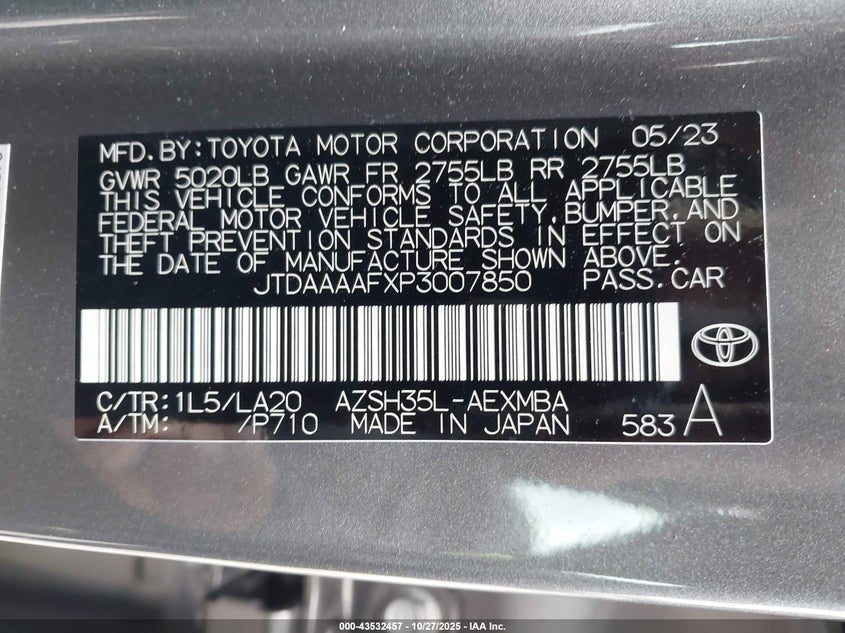 MFD.BY:TOYOTA MOTOR CORPORATION 05/23
GVWR 5020LB GAWR FR 2755LB RR 2755LB
THIS VEHICLE CONFORMS TO ALL APPLICABLE
FEDERAL MOTOR VEHICLE SAFETY,BUMPER,AND
THEFT PREVENTION STANDARDS IN EFFECT ON
THE DATE OF MANUFACTURE SHOWN ABOVE.
JTDAAAAFXP3007850 PASS.CAR
C/TR:1L5/LA20 AZSH35L-AEXMBA
A/TM: /P710 MADE IN JAPAN 583 A
000-43532457 - 10/27/2025 - IAA Inc.